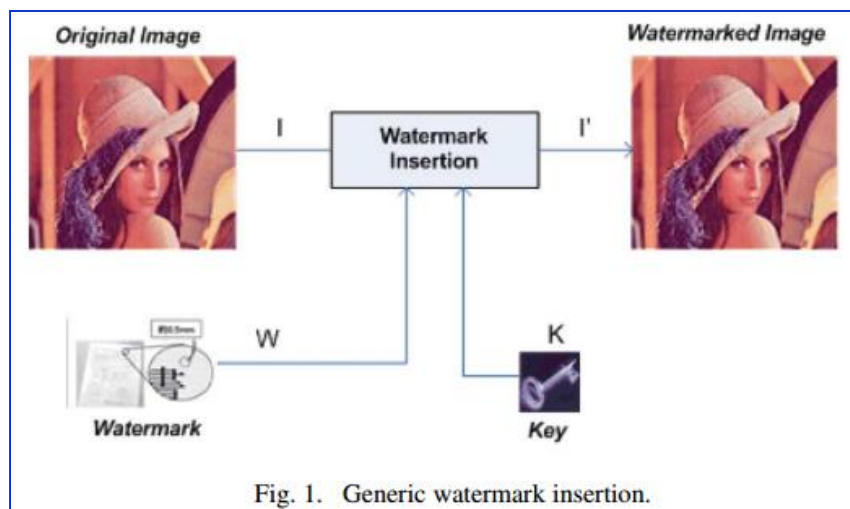 Original Image
Watermarked Image
I
Watermark
Insertion
I'
W
K
Watermark
Key
Fig. 1. Generic watermark insertion.